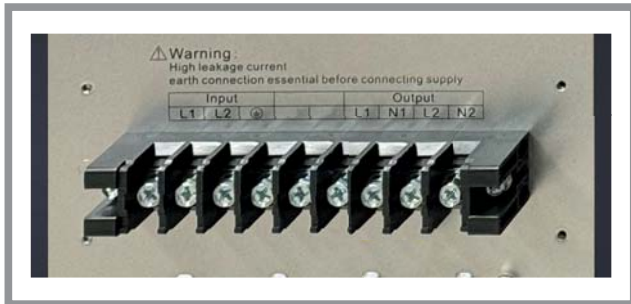 ⚠ Warning:
High leakage current
earth connection essential before connecting supply
Input Output
L1 L2 ⏚ L1 N1 L2 N2